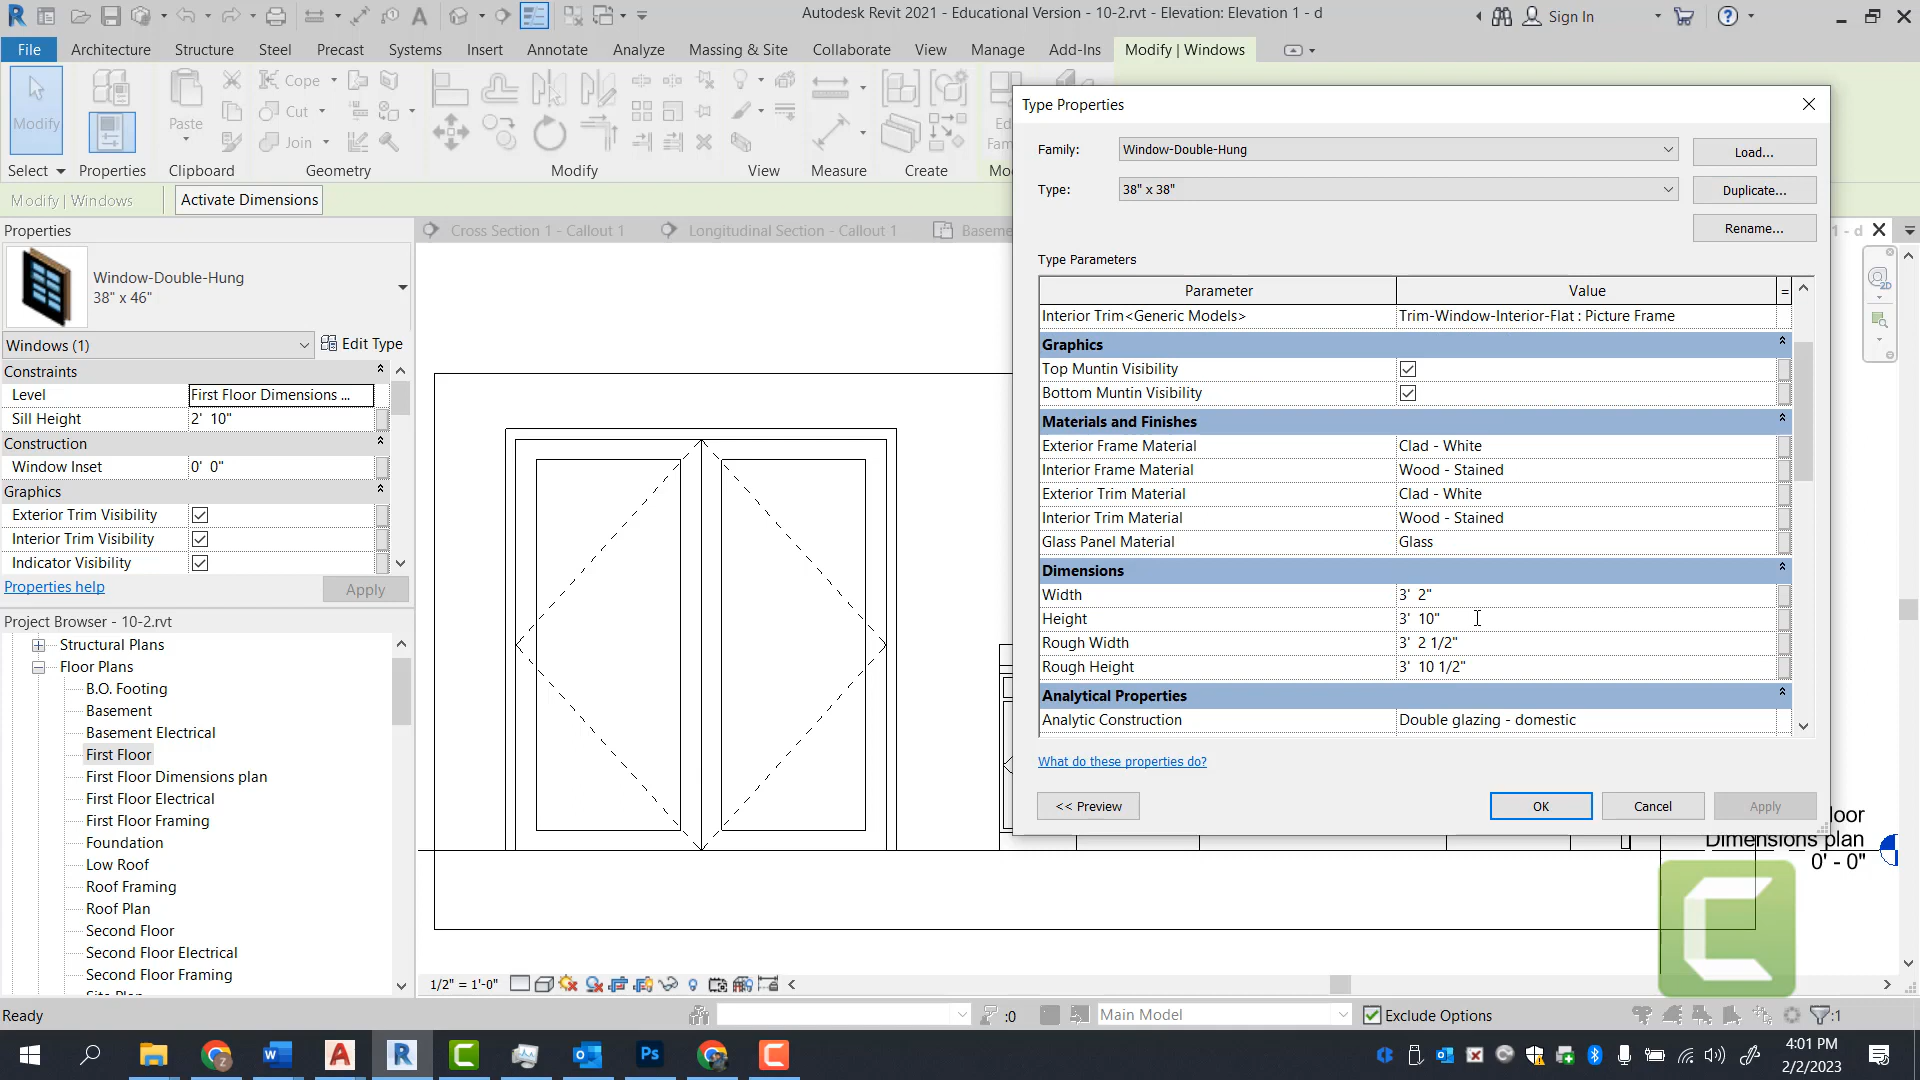 Autodesk Revit 2021 - Educational Version - 10-2.rvt - Elevation: Elevation 1 - d
Sign In
File Architecture Structure Steel Precast Systems Insert Annotate Analyze Massing & Site Collaborate View Manage Add-Ins Modify | Windows
Modify
Paste
Cope
Cut
Join
Select Properties Clipboard Geometry Modify View Measure Create
Modify | Windows Activate Dimensions
Properties
Window-Double-Hung
38" x 46"
Windows (1) Edit Type
Constraints
Level First Floor Dimensions ...
Sill Height 2' 10"
Construction
Window Inset 0' 0"
Graphics
Exterior Trim Visibility
Interior Trim Visibility
Indicator Visibility
Properties help Apply
Project Browser - 10-2.rvt
Structural Plans
Floor Plans
B.O. Footing
Basement
Basement Electrical
First Floor
First Floor Dimensions plan
First Floor Electrical
First Floor Framing
Foundation
Low Roof
Roof Framing
Roof Plan
Second Floor
Second Floor Electrical
Second Floor Framing
Cross Section 1 - Callout 1 Longitudinal Section - Callout 1
1 - d
Type Properties
Family: Window-Double-Hung Load...
Type: 38" x 38" Duplicate...
Rename...
Type Parameters
Parameter Value =
Interior Trim<Generic Models> Trim-Window-Interior-Flat : Picture Frame
Graphics
Top Muntin Visibility
Bottom Muntin Visibility
Materials and Finishes
Exterior Frame Material Clad - White
Interior Frame Material Wood - Stained
Exterior Trim Material Clad - White
Interior Trim Material Wood - Stained
Glass Panel Material Glass
Dimensions
Width 3' 2"
Height 3' 10"
Rough Width 3' 2 1/2"
Rough Height 3' 10 1/2"
Analytical Properties
Analytic Construction Double glazing - domestic
What do these properties do?
<< Preview OK Cancel Apply
loor
Dimensions plan
0' - 0"
1/2" = 1'-0"
Ready :0 Main Model Exclude Options :1
4:01 PM
2/2/2023